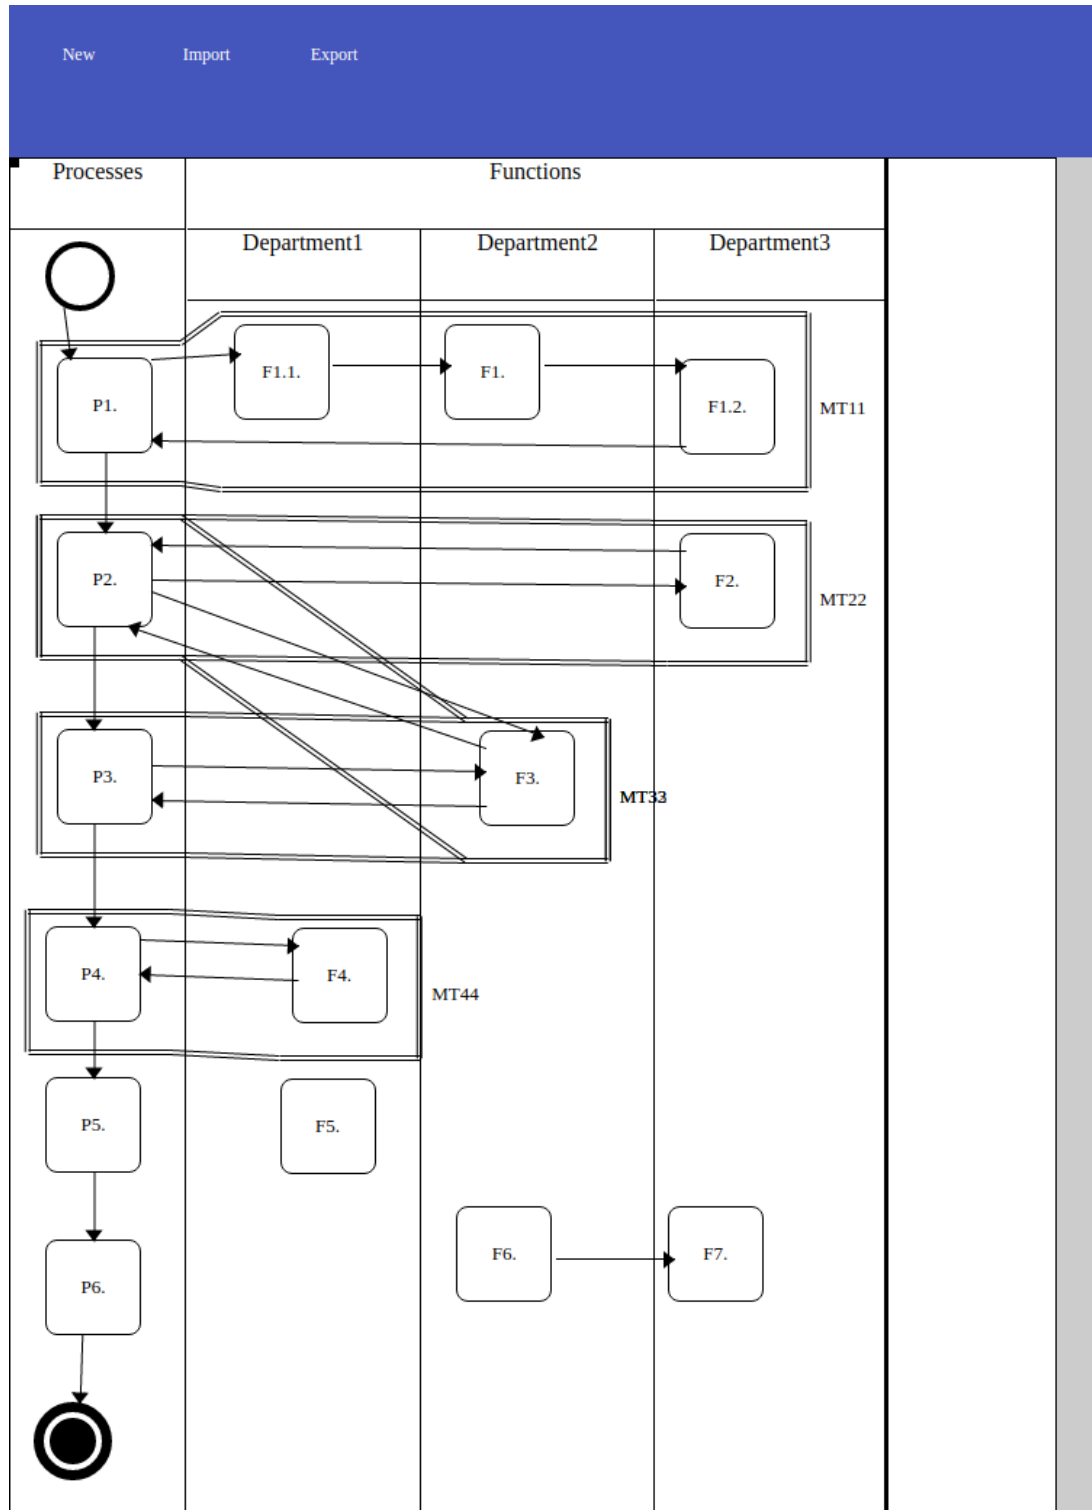 New Import Export
Processes Functions
Department1 Department2 Department3
P1. F1.1. F1. F1.2. MT11
P2. F2. MT22
P3. F3.
P4. F4. MT44
P5. F5.
P6. F6. F7.